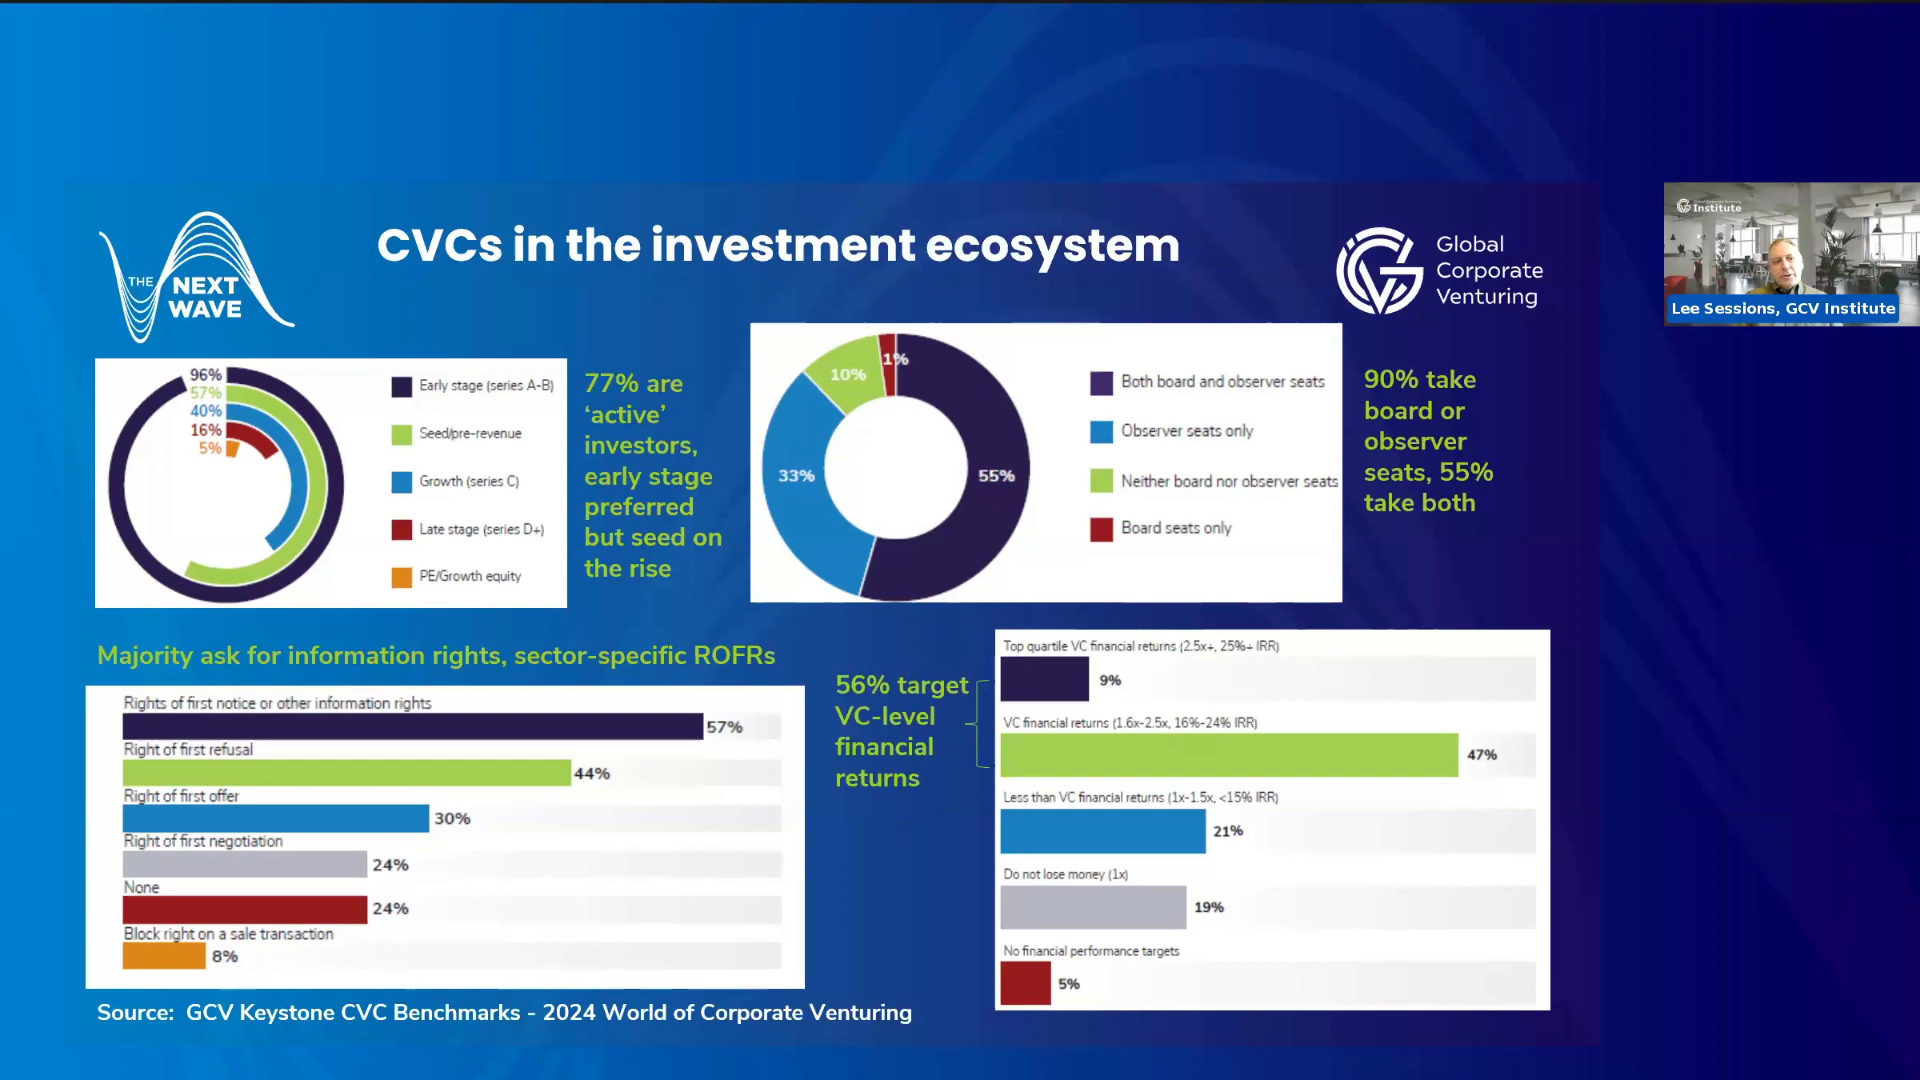 THE
NEXT
WAVE
CVCs in the investment ecosystem
Global
Corporate
Venturing
Institute
Lee Sessions, GCV Institute
96%
57%
40%
16%
5%
Early stage (series A-B)
Seed/pre-revenue
Growth (series C)
Late stage (series D+)
PE/Growth equity
77% are
‘active’
investors,
early stage
preferred
but seed on
the rise
1%
10%
33%
55%
Both board and observer seats
Observer seats only
Neither board nor observer seats
Board seats only
90% take
board or
observer
seats, 55%
take both
Majority ask for information rights, sector-specific ROFRs
Rights of first notice or other information rights
57%
Right of first refusal
44%
Right of first offer
30%
Right of first negotiation
24%
None
24%
Block right on a sale transaction
8%
56% target
VC-level
financial
returns
Top quartile VC financial returns (2.5x+, 25%+ IRR)
9%
VC financial returns (1.6x-2.5x, 16%-24% IRR)
47%
Less than VC financial returns (1x-1.5x, <15% IRR)
21%
Do not lose money (1x)
19%
No financial performance targets
5%
Source: GCV Keystone CVC Benchmarks - 2024 World of Corporate Venturing